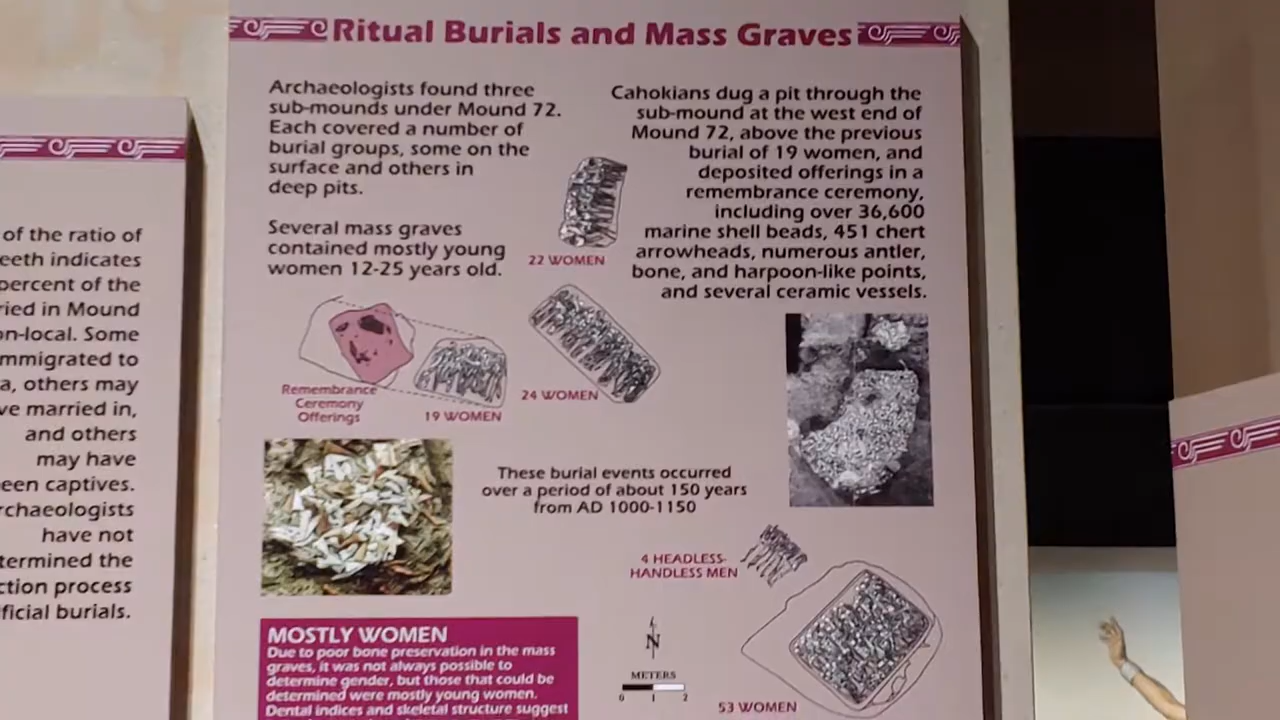 Ritual Burials and Mass Graves
Archaeologists found three
sub-mounds under Mound 72.
Each covered a number of
burial groups, some on the
surface and others in
deep pits.
Several mass graves
contained mostly young
women 12-25 years old.
Cahokians dug a pit through the
sub-mound at the west end of
Mound 72, above the previous
burial of 19 women, and
deposited offerings in a
remembrance ceremony,
including over 36,600
marine shell beads, 451 chert
arrowheads, numerous antler,
bone, and harpoon-like points,
and several ceramic vessels.
22 WOMEN
Remembrance
Ceremony
Offerings
19 WOMEN
24 WOMEN
These burial events occurred
over a period of about 150 years
from AD 1000-1150
4 HEADLESS-
HANDLESS MEN
N
METERS
0 1 2
53 WOMEN
MOSTLY WOMEN
Due to poor bone preservation in the mass
graves, it was not always possible to
determine gender, but those that could be
determined were mostly young women.
Dental indices and skeletal structure suggest
of the ratio of
eeth indicates
percent of the
ried in Mound
on-local. Some
mmigrated to
a, others may
ve married in,
and others
may have
een captives.
rchaeologists
have not
termined the
ction process
ficial burials.